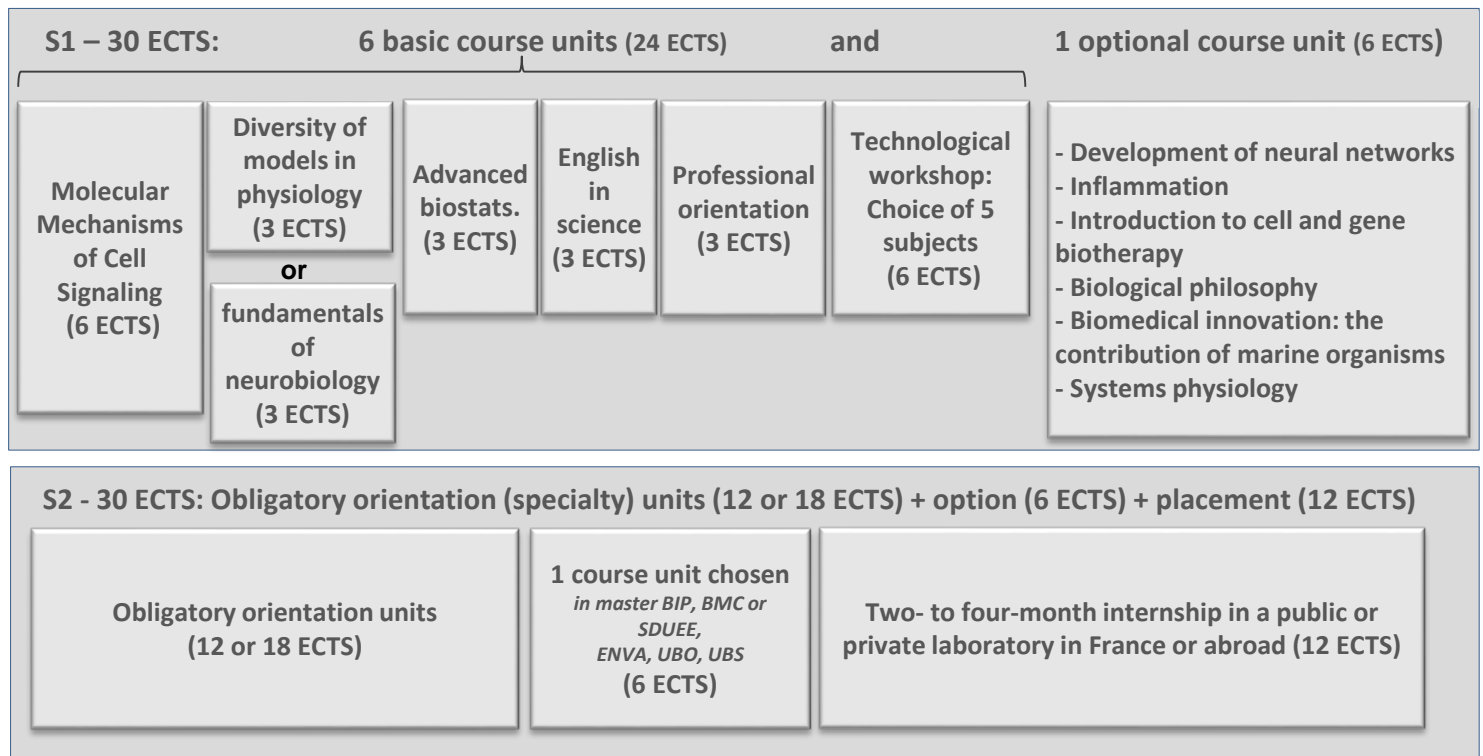 S1 – 30 ECTS: 6 basic course units (24 ECTS) and 1 optional course unit (6 ECTS)
Molecular
Mechanisms
of Cell
Signaling
(6 ECTS)
Diversity of
models in
physiology
(3 ECTS)
or
fundamentals
of
neurobiology
(3 ECTS)
Advanced
biostats.
(3 ECTS)
English
in
science
(3 ECTS)
Professional
orientation
(3 ECTS)
Technological
workshop:
Choice of 5
subjects
(6 ECTS)
- Development of neural networks
- Inflammation
- Introduction to cell and gene
biotherapy
- Biological philosophy
- Biomedical innovation: the
contribution of marine organisms
- Systems physiology
S2 - 30 ECTS: Obligatory orientation (specialty) units (12 or 18 ECTS) + option (6 ECTS) + placement (12 ECTS)
Obligatory orientation units
(12 or 18 ECTS)
1 course unit chosen
in master BIP, BMC or
SDUEE,
ENVA, UBO, UBS
(6 ECTS)
Two- to four-month internship in a public or
private laboratory in France or abroad (12 ECTS)